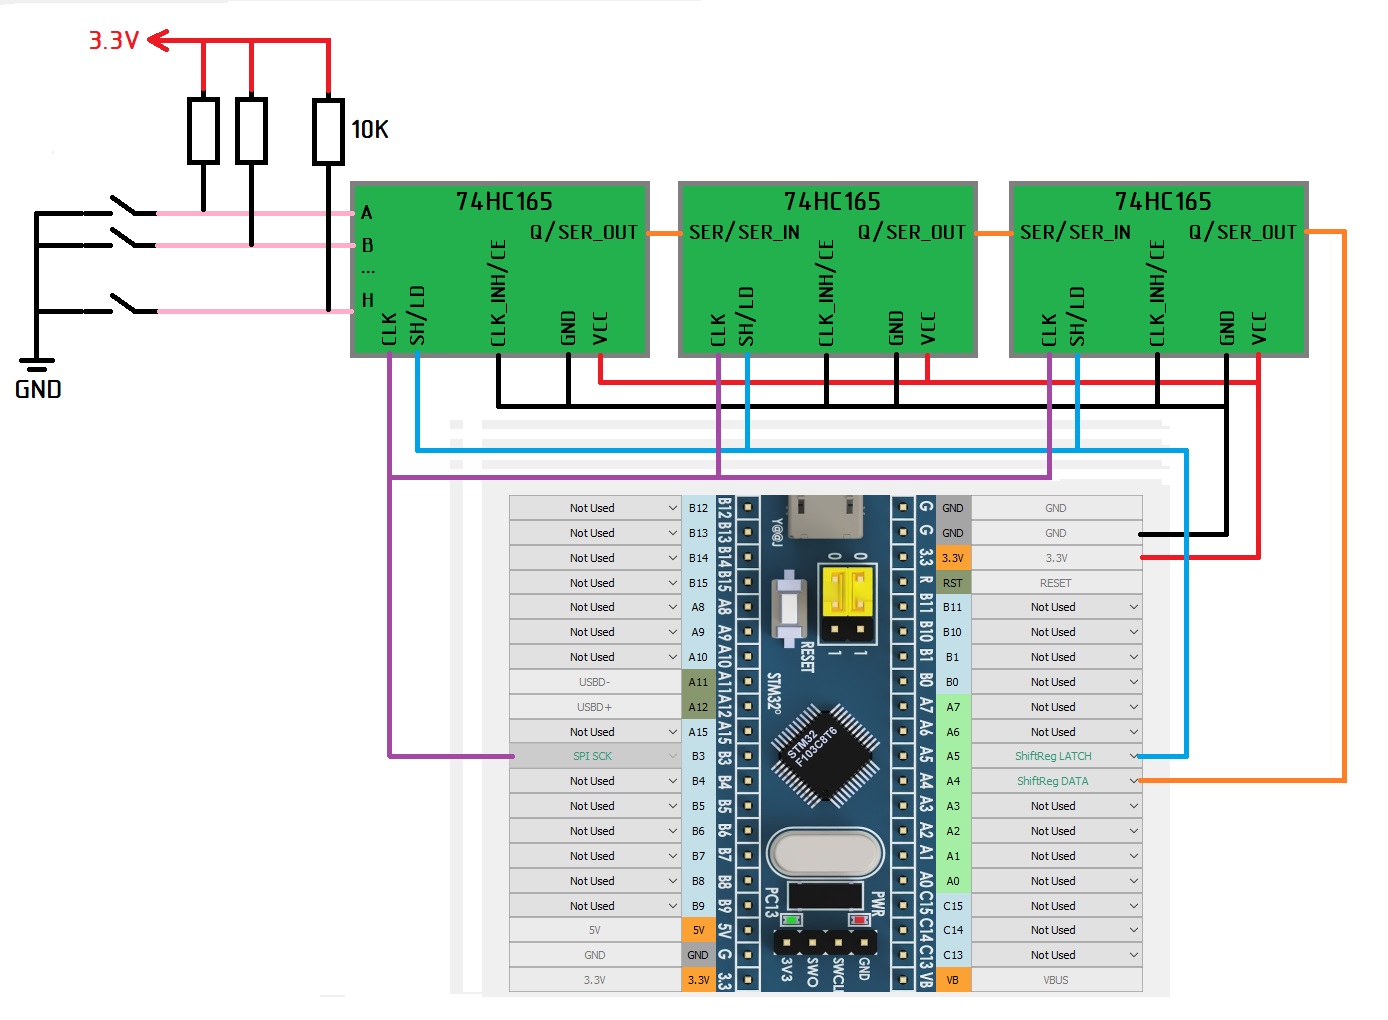 3.3V
10K
GND
74HC165
A
B
...
H
Q/SER_OUT
CLK
SH/LD
CLK_INH/CE
GND
VCC
74HC165
SER/SER_IN
Q/SER_OUT
CLK
SH/LD
CLK_INH/CE
GND
VCC
74HC165
SER/SER_IN
Q/SER_OUT
CLK
SH/LD
CLK_INH/CE
GND
VCC
Not Used B12 B12 G GND GND
Not Used B13 B13 G GND GND
Not Used B14 B14 3.3 3.3V 3.3V
Not Used B15 B15 R RST RESET
Not Used A8 A8 B11 B11 Not Used
Not Used A9 A9 B10 B10 Not Used
Not Used A10 A10 B1 B1 Not Used
USBD- A11 A11 B0 B0 Not Used
USBD+ A12 A12 A7 A7 Not Used
Not Used A15 A15 A6 A6 Not Used
SPI SCK B3 B3 A5 A5 ShiftReg LATCH
Not Used B4 B4 A4 A4 ShiftReg DATA
Not Used B5 B5 A3 A3 Not Used
Not Used B6 B6 A2 A2 Not Used
Not Used B7 B7 A1 A1 Not Used
Not Used B8 B8 A0 A0 Not Used
Not Used B9 B9 C15 C15 Not Used
5V 5V 5V C14 C14 Not Used
GND GND G C13 C13 Not Used
3.3V 3.3V 3.3 VB VB VBUS
Y@@J
0 0
1 1
RESET
STM32
STM32
F103C8T6
PC13
PWR
3V3
SWO
SWCL
GND